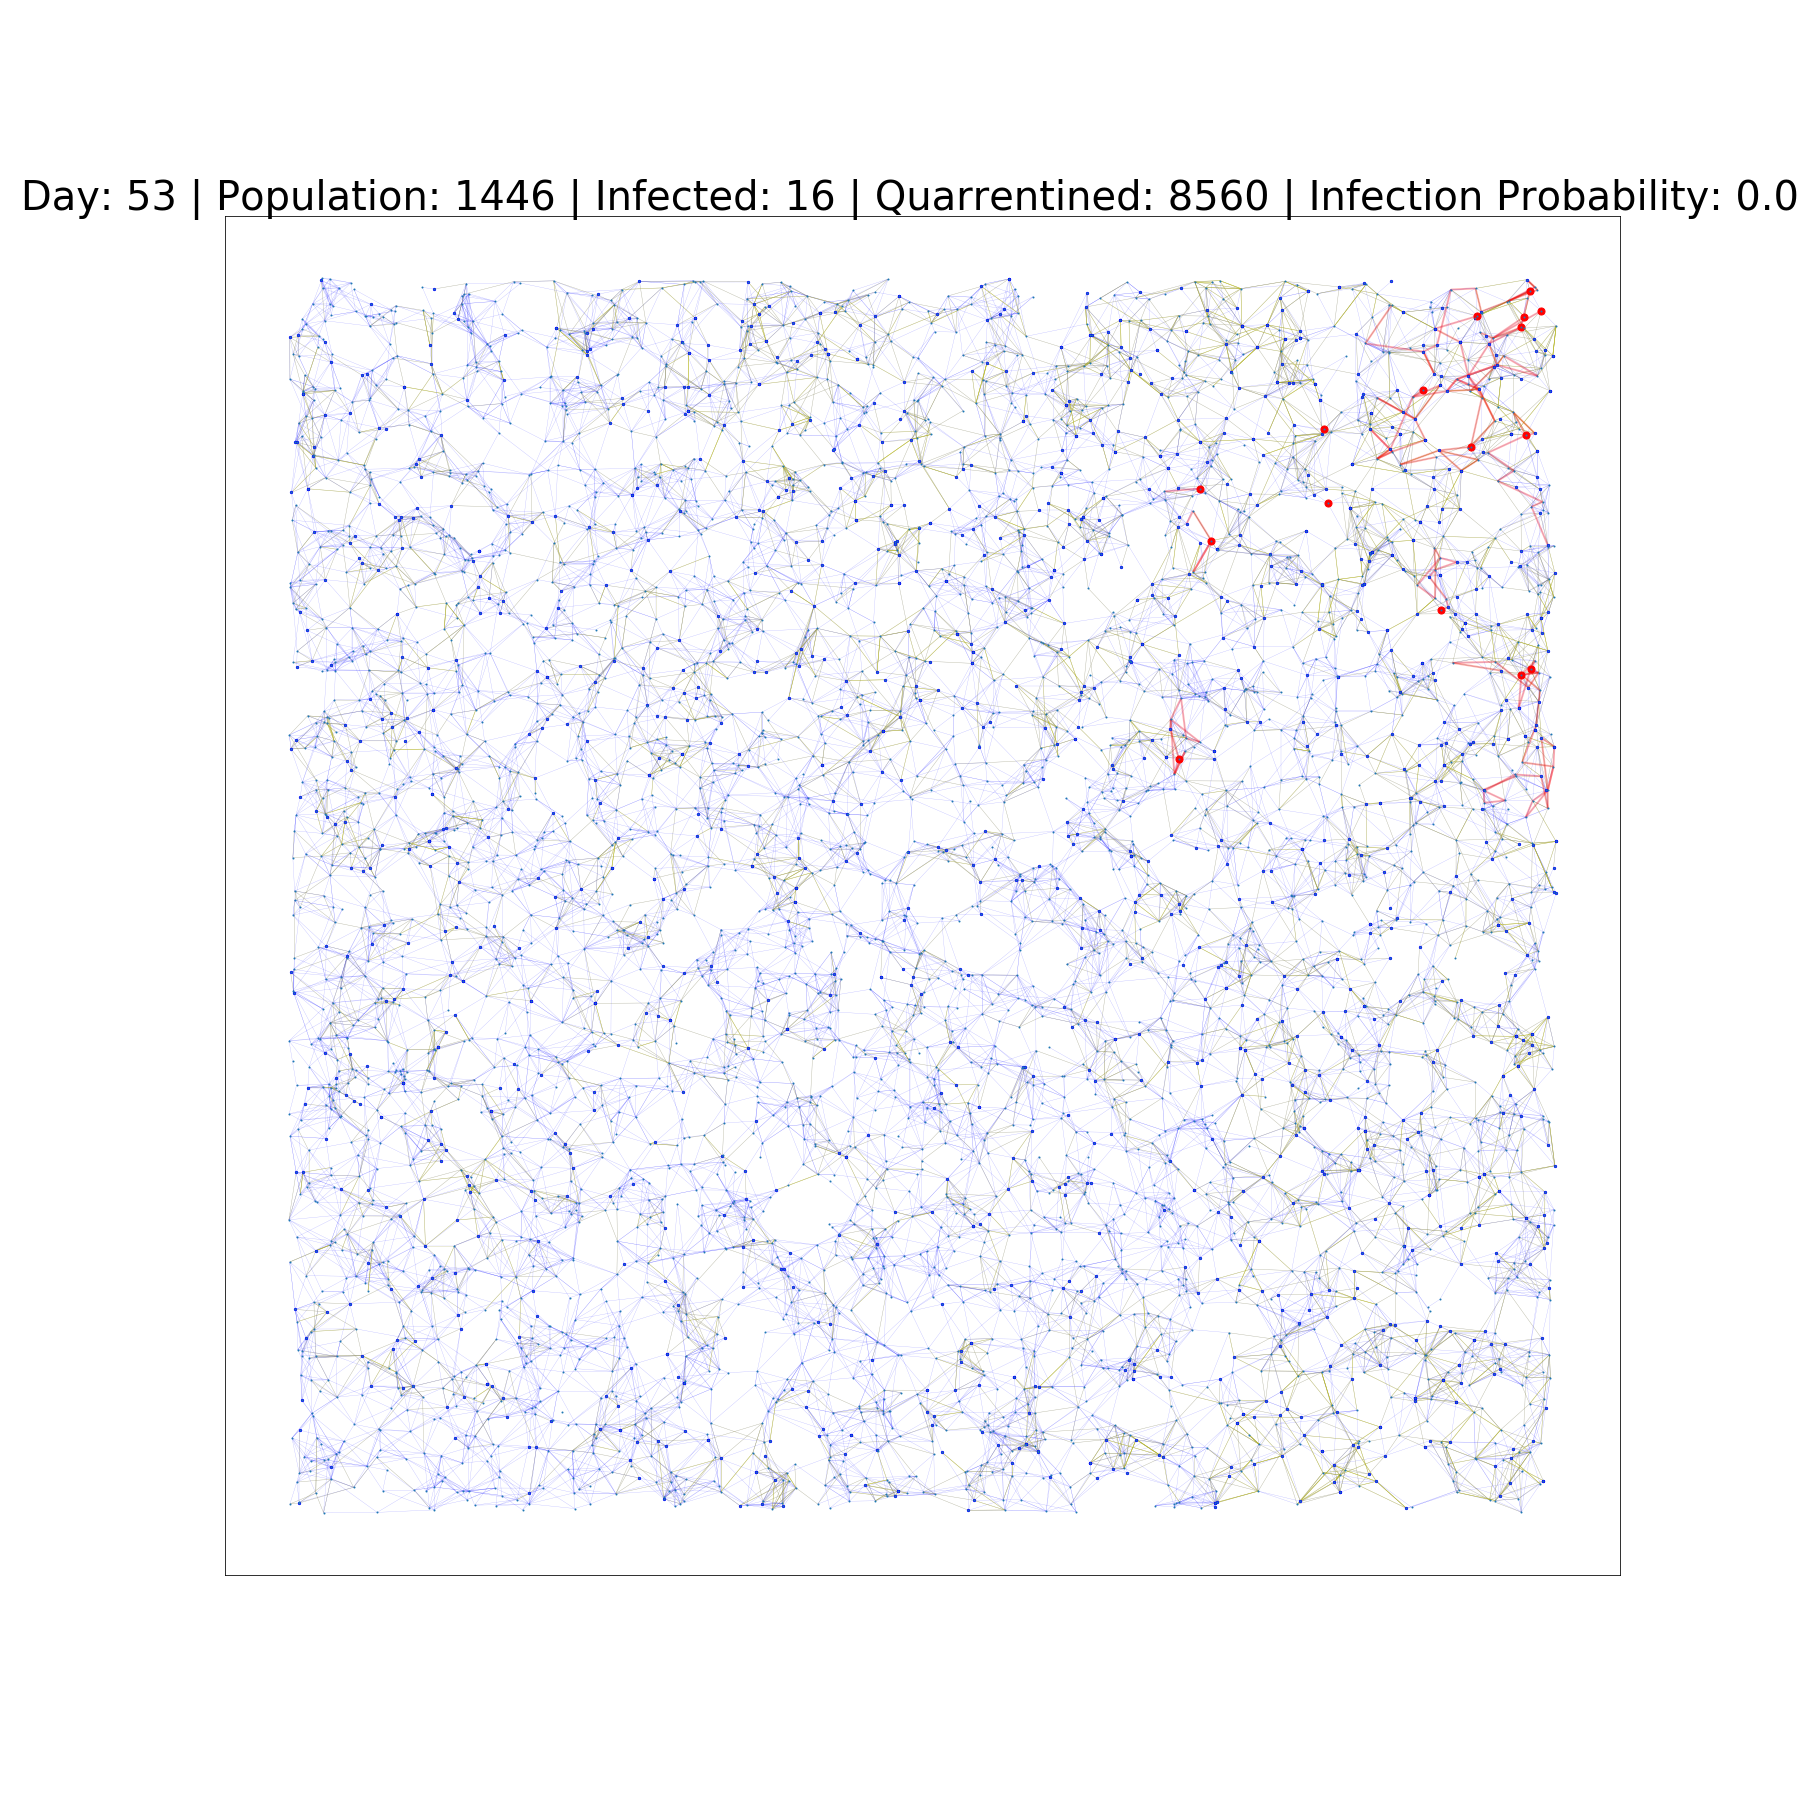 Day: 53 | Population: 1446 | Infected: 16 | Quarrentined: 8560 | Infection Probability: 0.0